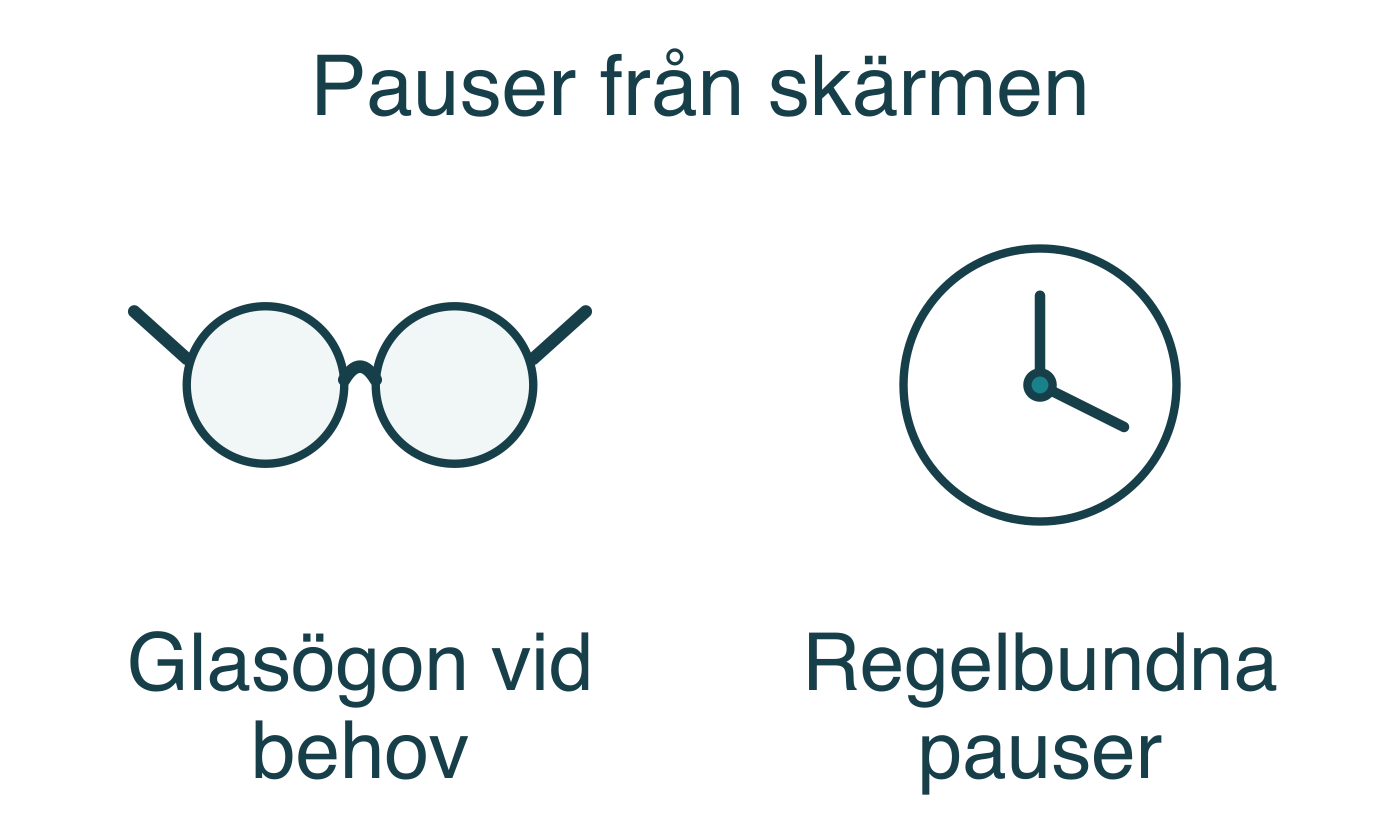 Pauser från skärmen
Glasögon vid
behov
Regelbundna
pauser